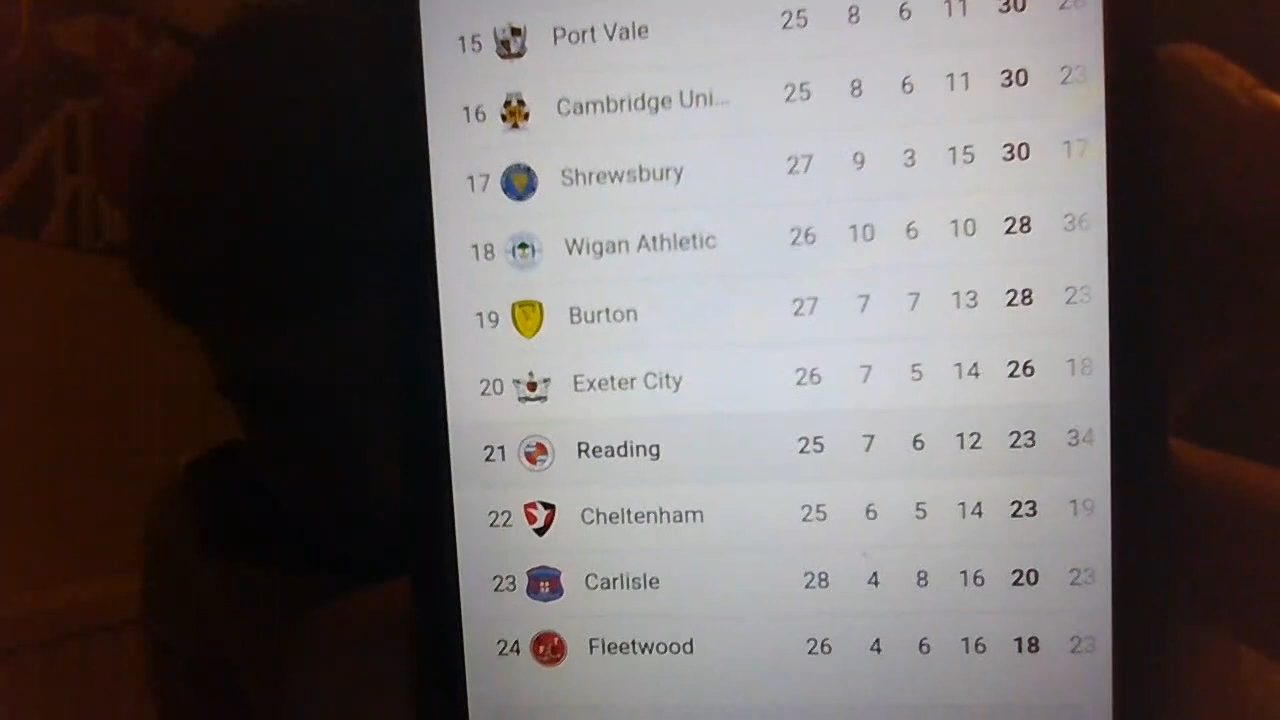 15 Port Vale 25 8 6 11 30
16 Cambridge Uni... 25 8 6 11 30 23
17 Shrewsbury 27 9 3 15 30 17
18 Wigan Athletic 26 10 6 10 28 36
19 Burton 27 7 7 13 28 23
20 Exeter City 26 7 5 14 26 18
21 Reading 25 7 6 12 23 34
22 Cheltenham 25 6 5 14 23 19
23 Carlisle 28 4 8 16 20 23
24 Fleetwood 26 4 6 16 18 23